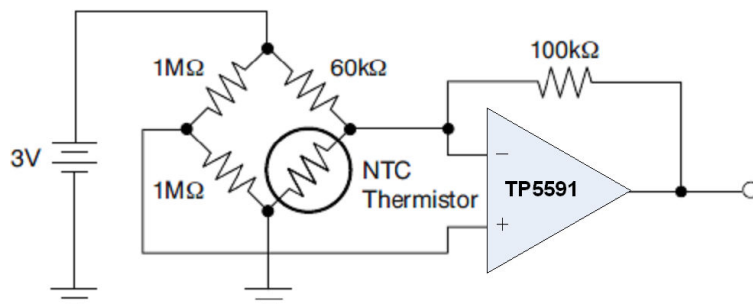 1MΩ
60kΩ
100kΩ
3V
1MΩ
NTC
Thermistor
−
TP5591
+